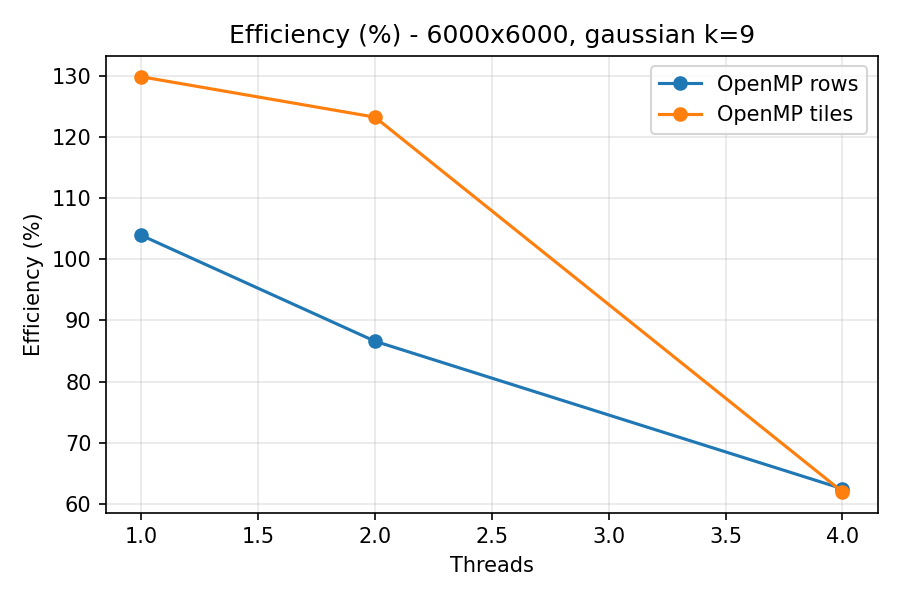 Efficiency (%) - 6000x6000, gaussian k=9
OpenMP rows
OpenMP tiles
Efficiency (%)
130
120
110
100
90
80
70
60
1.0 1.5 2.0 2.5 3.0 3.5 4.0
Threads